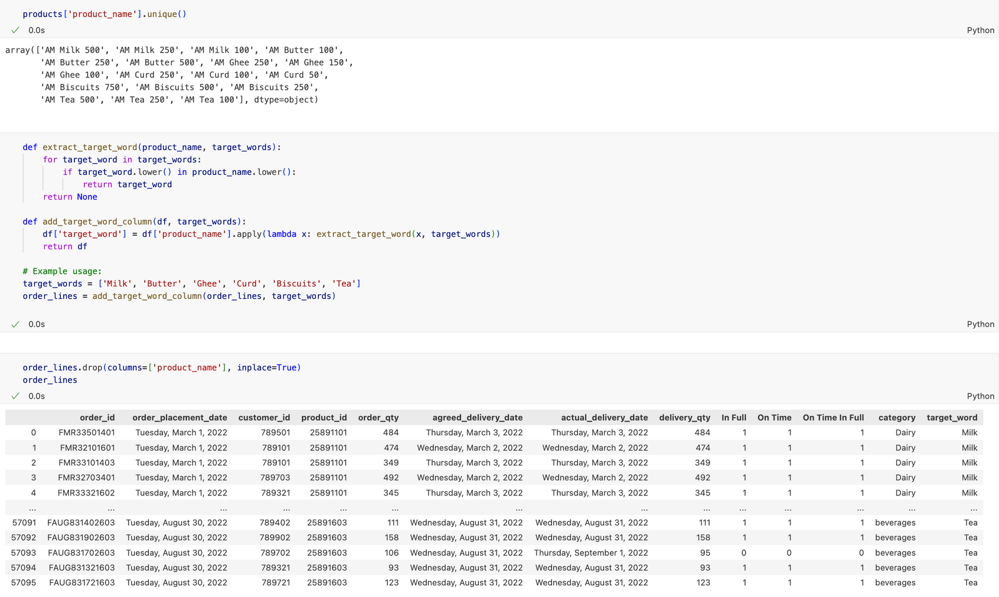 products['product_name'].unique()
0.0s
Python
array(['AM Milk 500', 'AM Milk 250', 'AM Milk 100', 'AM Butter 100',
'AM Butter 250', 'AM Butter 500', 'AM Ghee 250', 'AM Ghee 150',
'AM Ghee 100', 'AM Curd 250', 'AM Curd 100', 'AM Curd 50',
'AM Biscuits 750', 'AM Biscuits 500', 'AM Biscuits 250',
'AM Tea 500', 'AM Tea 250', 'AM Tea 100'], dtype=object)
def extract_target_word(product_name, target_words):
for target_word in target_words:
if target_word.lower() in product_name.lower():
return target_word
return None
def add_target_word_column(df, target_words):
df['target_word'] = df['product_name'].apply(lambda x: extract_target_word(x, target_words))
return df
# Example usage:
target_words = ['Milk', 'Butter', 'Ghee', 'Curd', 'Biscuits', 'Tea']
order_lines = add_target_word_column(order_lines, target_words)
0.0s
Python
order_lines.drop(columns=['product_name'], inplace=True)
order_lines
0.0s
Python
order_id order_placement_date customer_id product_id order_qty agreed_delivery_date actual_delivery_date delivery_qty In Full On Time On Time In Full category target_word
0 FMR33501401 Tuesday, March 1, 2022 789501 25891101 484 Thursday, March 3, 2022 Thursday, March 3, 2022 484 1 1 1 Dairy Milk
1 FMR32101601 Tuesday, March 1, 2022 789101 25891101 474 Wednesday, March 2, 2022 Wednesday, March 2, 2022 474 1 1 1 Dairy Milk
2 FMR33101403 Tuesday, March 1, 2022 789101 25891101 349 Thursday, March 3, 2022 Thursday, March 3, 2022 349 1 1 1 Dairy Milk
3 FMR32703401 Tuesday, March 1, 2022 789703 25891101 492 Wednesday, March 2, 2022 Wednesday, March 2, 2022 492 1 1 1 Dairy Milk
4 FMR33321602 Tuesday, March 1, 2022 789321 25891101 345 Thursday, March 3, 2022 Thursday, March 3, 2022 345 1 1 1 Dairy Milk
... ... ... ... ... ... ... ... ... ... ... ... ... ...
57091 FAUG831402603 Tuesday, August 30, 2022 789402 25891603 111 Wednesday, August 31, 2022 Wednesday, August 31, 2022 111 1 1 1 beverages Tea
57092 FAUG831902603 Tuesday, August 30, 2022 789902 25891603 158 Wednesday, August 31, 2022 Wednesday, August 31, 2022 158 1 1 1 beverages Tea
57093 FAUG831702603 Tuesday, August 30, 2022 789702 25891603 106 Wednesday, August 31, 2022 Thursday, September 1, 2022 95 0 0 0 beverages Tea
57094 FAUG831321603 Tuesday, August 30, 2022 789321 25891603 93 Wednesday, August 31, 2022 Wednesday, August 31, 2022 93 1 1 1 beverages Tea
57095 FAUG831721603 Tuesday, August 30, 2022 789721 25891603 123 Wednesday, August 31, 2022 Wednesday, August 31, 2022 123 1 1 1 beverages Tea